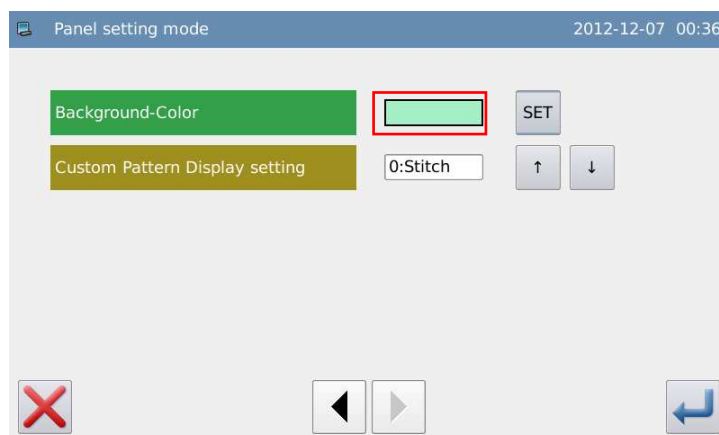 Panel setting mode 2012-12-07 00:36
Background-Color SET
Custom Pattern Display setting 0:Stitch ↑ ↓